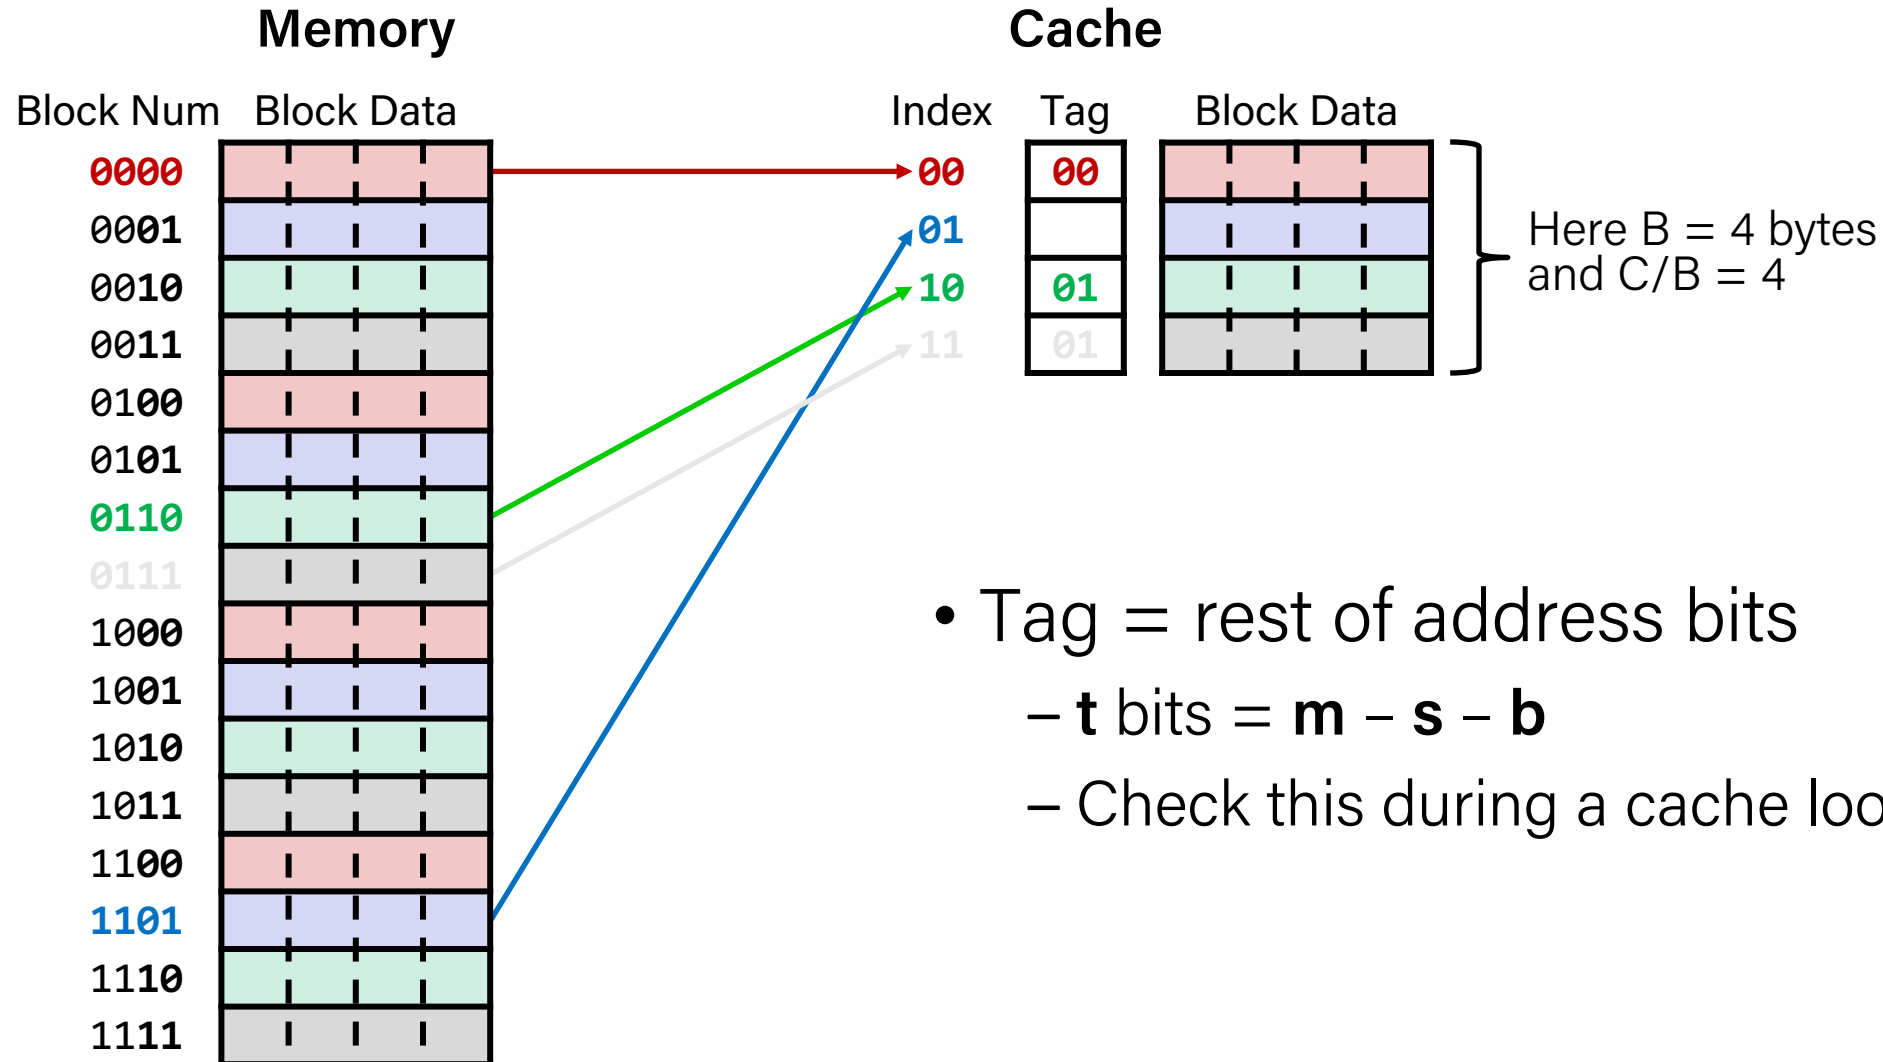 Memory
Cache
Block Num Block Data
Index Tag Block Data
0000
0001
0010
0011
0100
0101
0110
0111
1000
1001
1010
1011
1100
1101
1110
1111
00 00
01
10 01
11 01
Here B = 4 bytes
and C/B = 4
• Tag = rest of address bits
– t bits = m – s – b
– Check this during a cache loo